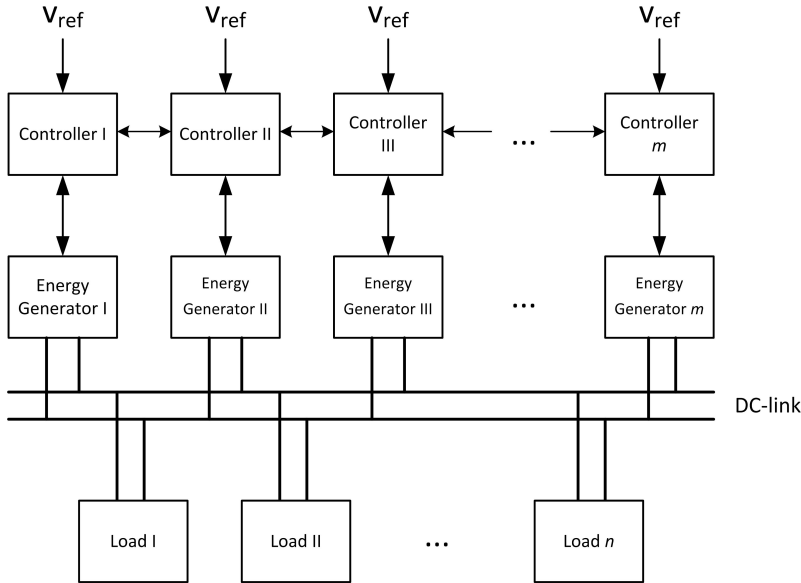 Vref Vref Vref Vref
Controller I
Controller II
Controller
III
...
Controller
m
Energy
Generator I
Energy
Generator II
Energy
Generator III
...
Energy
Generator m
DC-link
Load I
Load II
...
Load n